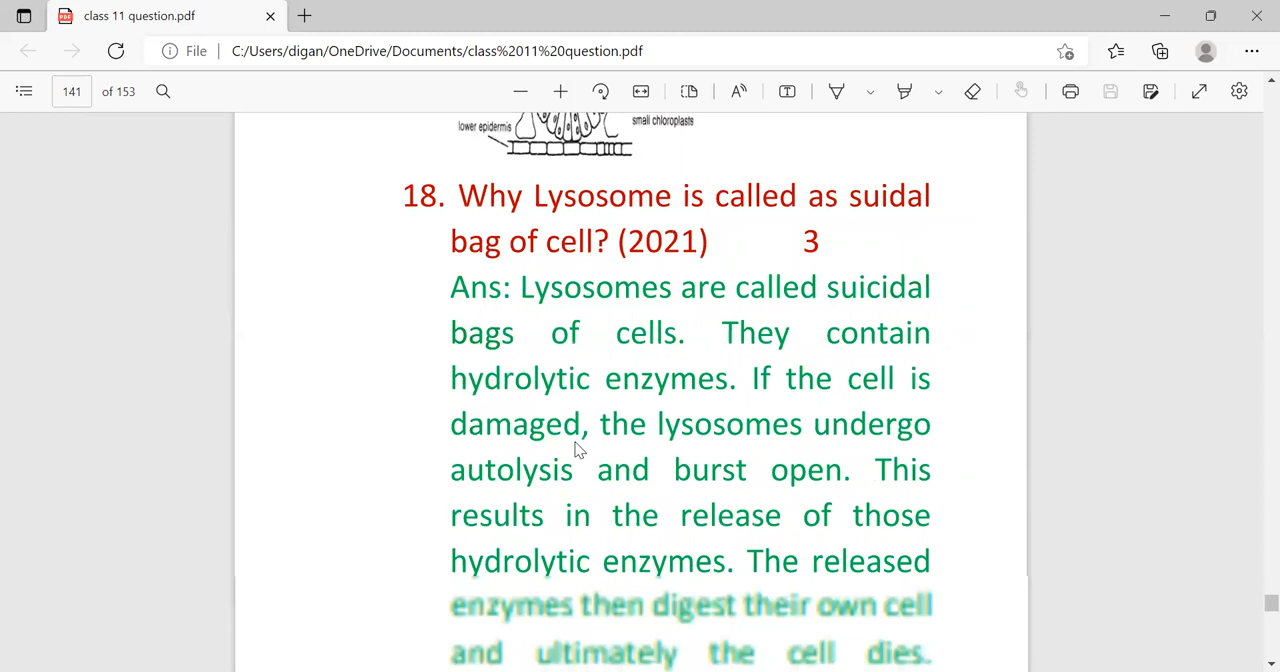 class 11 question.pdf
File
C:/Users/digan/OneDrive/Documents/class%2011%20question.pdf
141 of 153
lower epidermis
small chloroplasts
18. Why Lysosome is called as suidal
bag of cell? (2021) 3
Ans: Lysosomes are called suicidal
bags of cells. They contain
hydrolytic enzymes. If the cell is
damaged, the lysosomes undergo
autolysis and burst open. This
results in the release of those
hydrolytic enzymes. The released
enzymes then digest their own cell
and ultimately the cell dies.